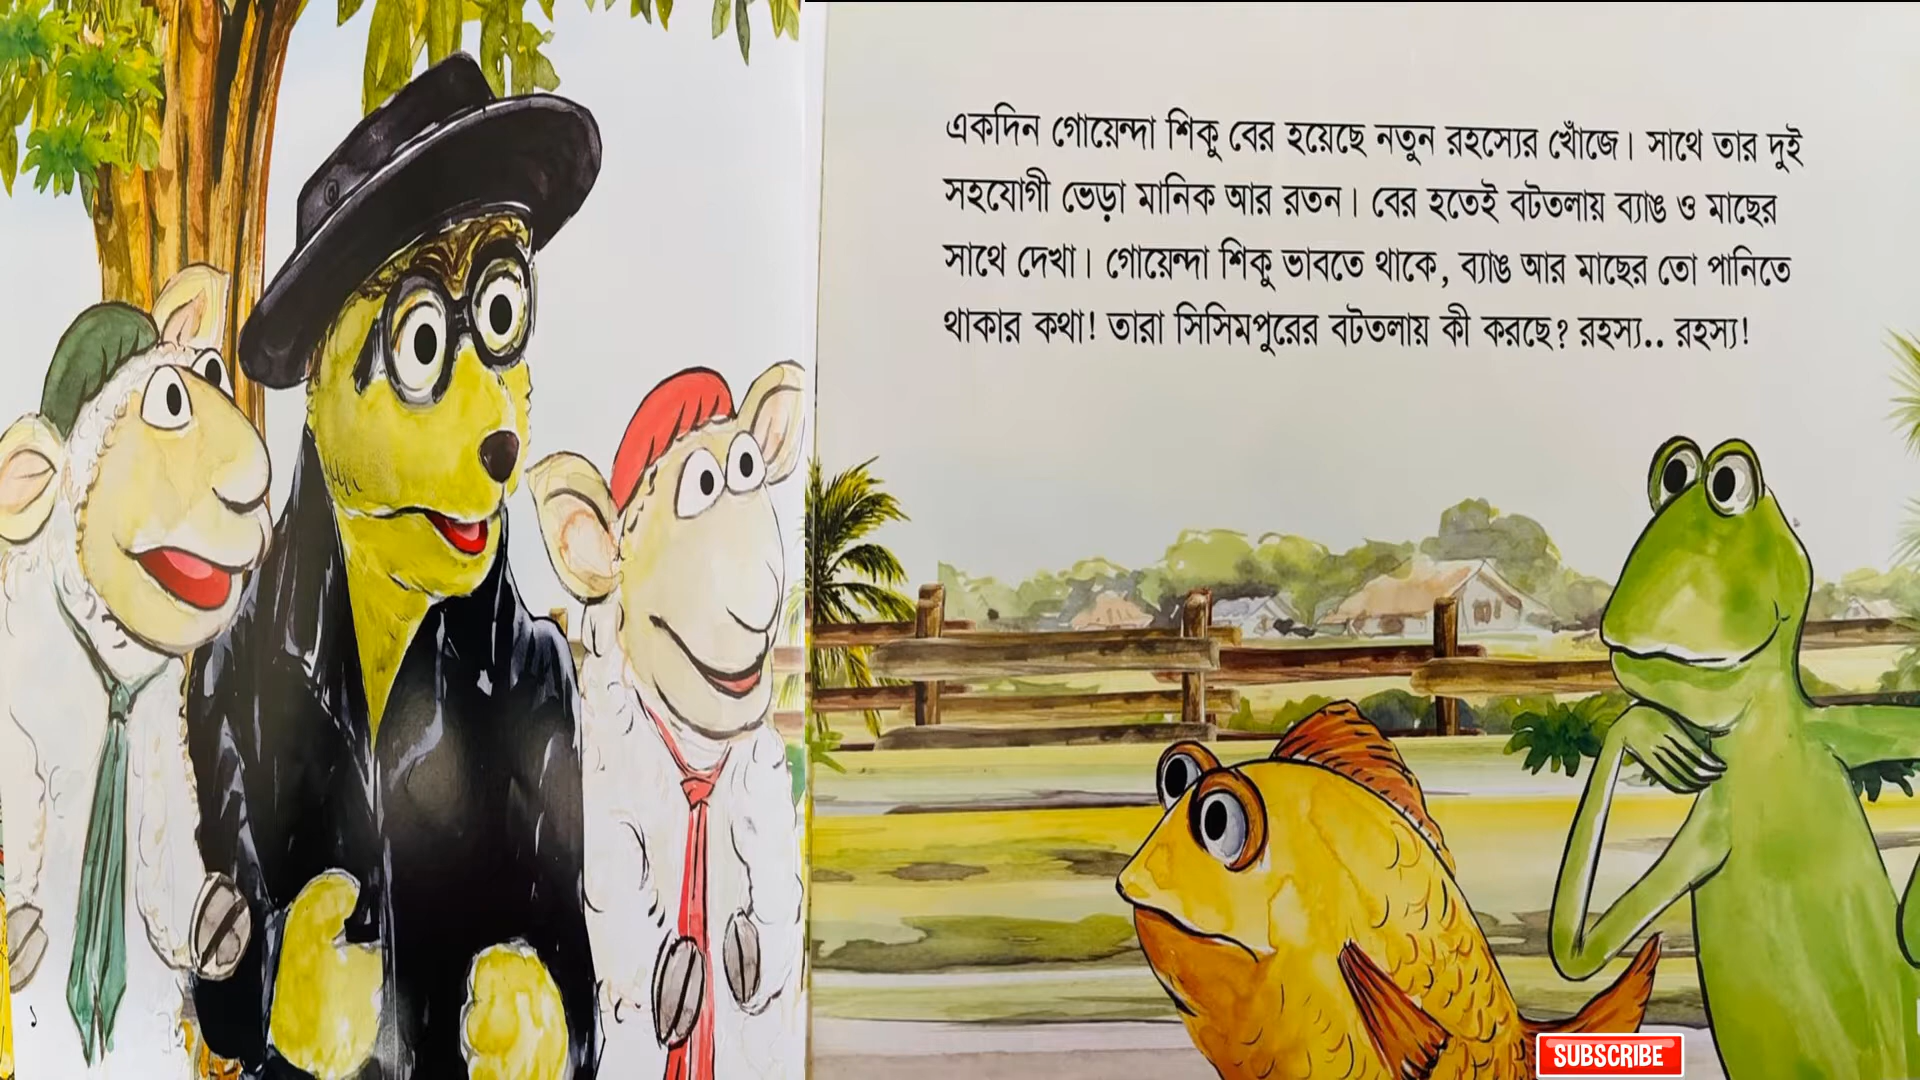 একদিন গোয়েন্দা শিকু বের হয়েছে নতুন রহস্যের খোঁজে। সাথে তার দুই
সহযোগী ভেড়া মানিক আর রতন। বের হতেই বটতলায় ব্যাঙ ও মাছের
সাথে দেখা। গোয়েন্দা শিকু ভাবতে থাকে, ব্যাঙ আর মাছের তো পানিতে
থাকার কথা! তারা সিসিমপুরের বটতলায় কী করছে? রহস্য.. রহস্য!
১
SUBSCRIBE